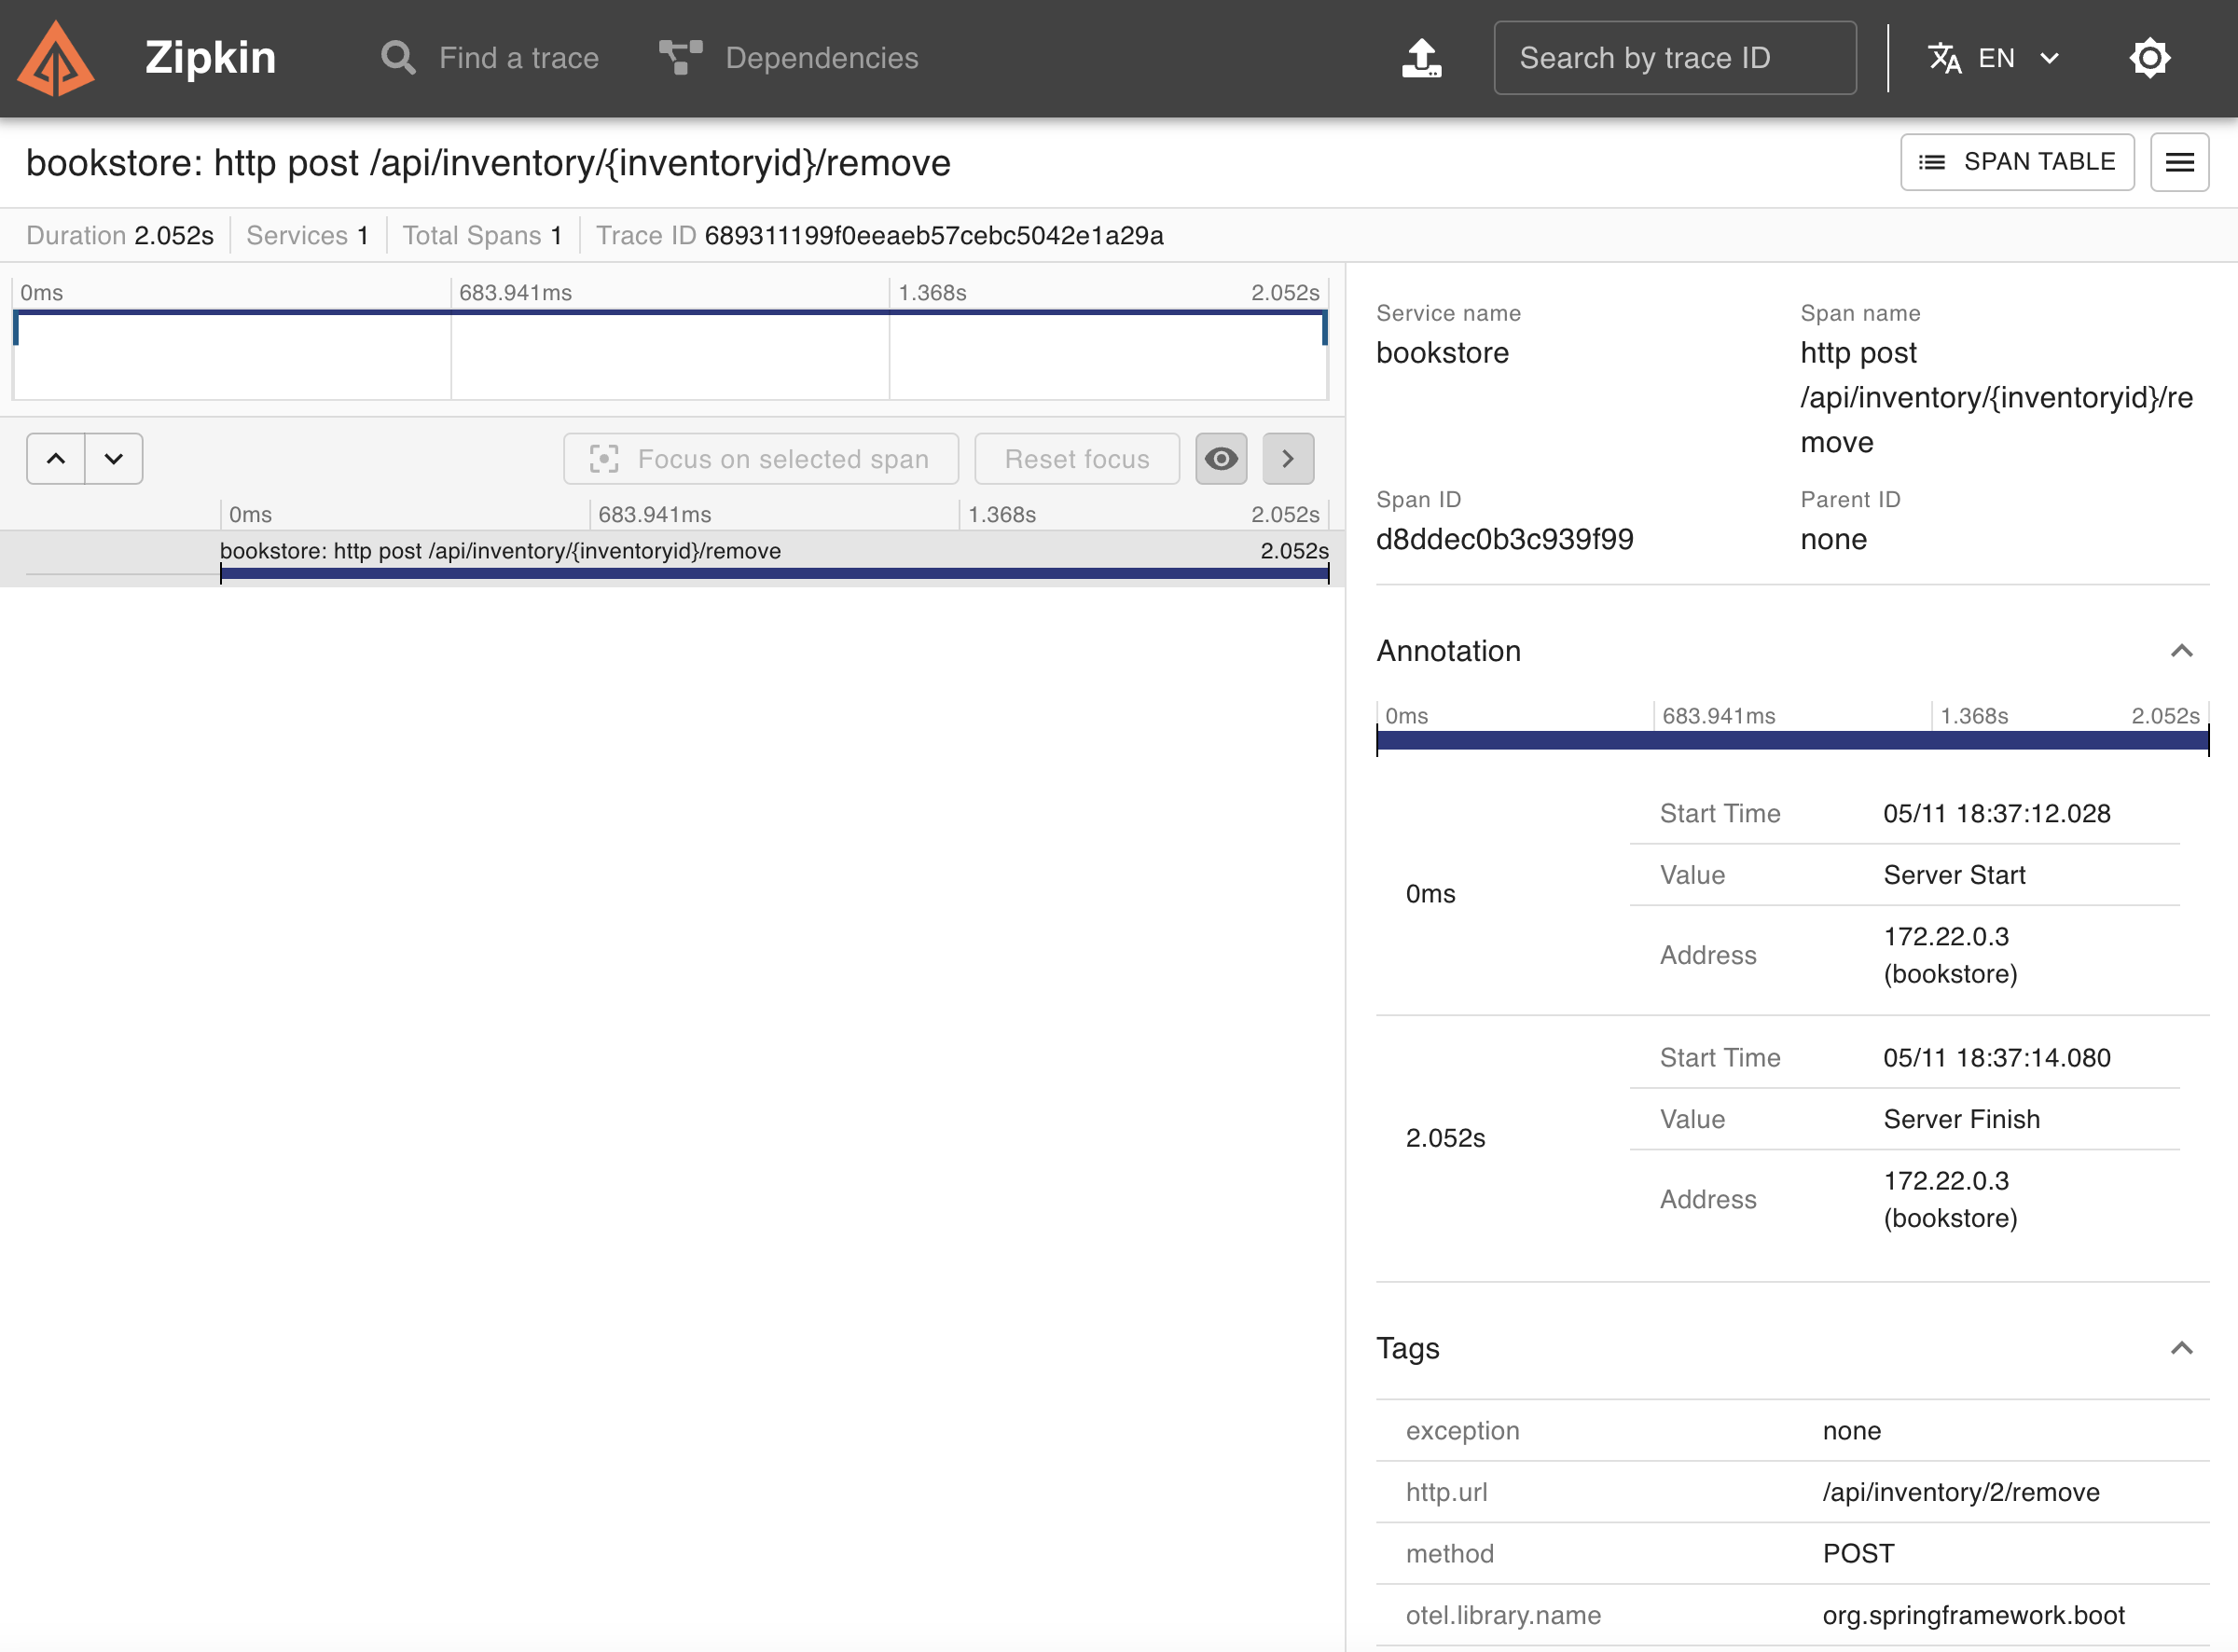 Zipkin
Find a trace
Dependencies
Search by trace ID
EN
bookstore: http post /api/inventory/{inventoryid}/remove
SPAN TABLE
Duration 2.052s
Services 1
Total Spans 1
Trace ID 689311199f0eeaeb57cebc5042e1a29a
0ms 683.941ms 1.368s 2.052s
Focus on selected span
Reset focus
0ms 683.941ms 1.368s 2.052s
bookstore: http post /api/inventory/{inventoryid}/remove 2.052s
Service name
bookstore
Span name
http post
/api/inventory/{inventoryid}/re
move
Span ID
d8ddec0b3c939f99
Parent ID
none
Annotation
0ms 683.941ms 1.368s 2.052s
0ms
Start Time 05/11 18:37:12.028
Value Server Start
Address 172.22.0.3
(bookstore)
2.052s
Start Time 05/11 18:37:14.080
Value Server Finish
Address 172.22.0.3
(bookstore)
Tags
exception none
http.url /api/inventory/2/remove
method POST
otel.library.name org.springframework.boot